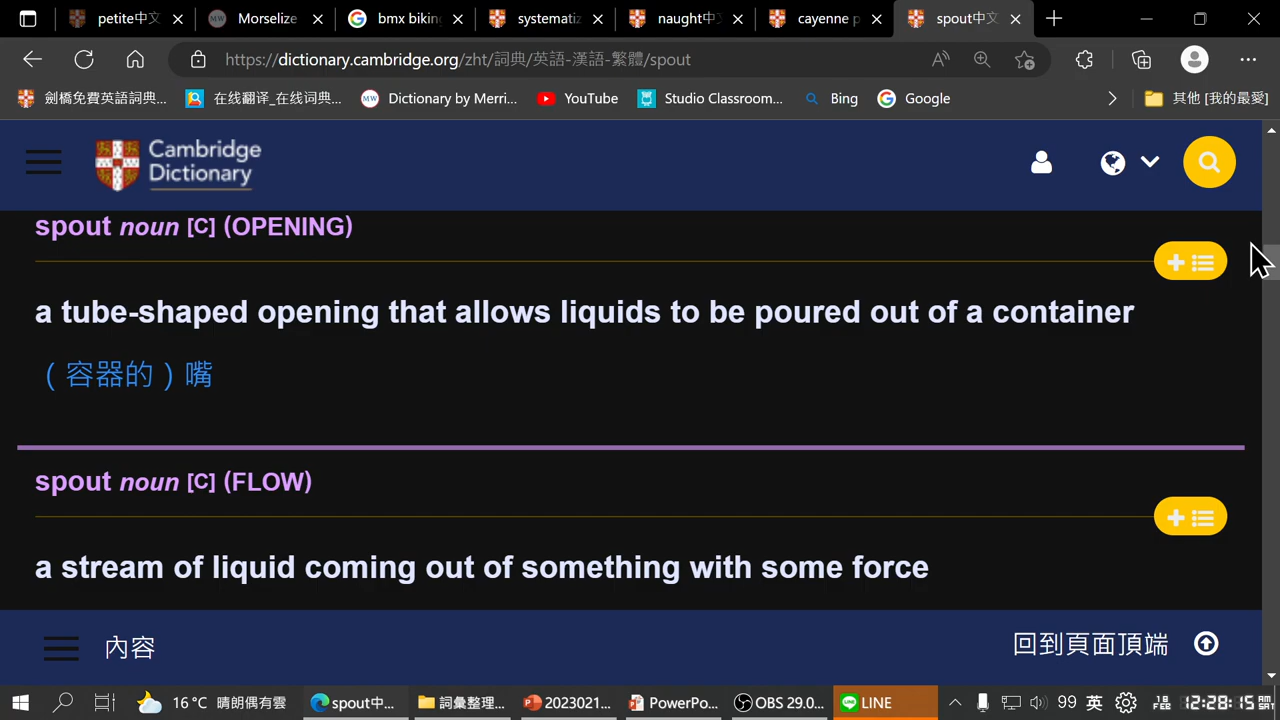 petite中文
Morselize
bmx bikin
systematiz
naught中文
cayenne p
spout中文
https://dictionary.cambridge.org/zht/詞典/英語-漢語-繁體/spout
劍橋免費英語詞典...
在线翻译_在线词典...
Dictionary by Merri...
YouTube
Studio Classroom...
Bing
Google
其他 [我的最愛]
Cambridge
Dictionary
spout noun [C] (OPENING)
a tube-shaped opening that allows liquids to be poured out of a container
（容器的）嘴
spout noun [C] (FLOW)
a stream of liquid coming out of something with some force
內容
回到頁面頂端
16°C 晴朗偶有雲
spout中...
詞彙整理...
2023021...
PowerPo...
OBS 29.0...
LINE
99
英
12:28:15